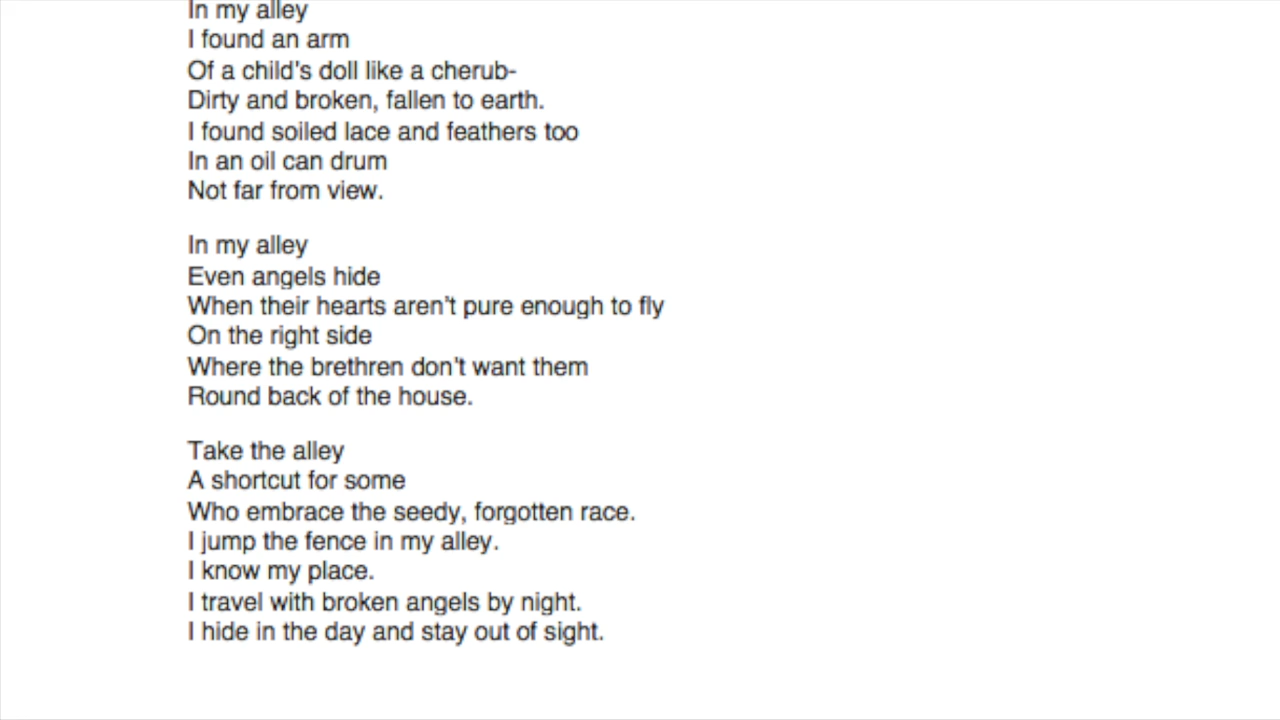 In my alley
I found an arm
Of a child's doll like a cherub-
Dirty and broken, fallen to earth.
I found soiled lace and feathers too
In an oil can drum
Not far from view.
In my alley
Even angels hide
When their hearts aren't pure enough to fly
On the right side
Where the brethren don't want them
Round back of the house.
Take the alley
A shortcut for some
Who embrace the seedy, forgotten race.
I jump the fence in my alley.
I know my place.
I travel with broken angels by night.
I hide in the day and stay out of sight.